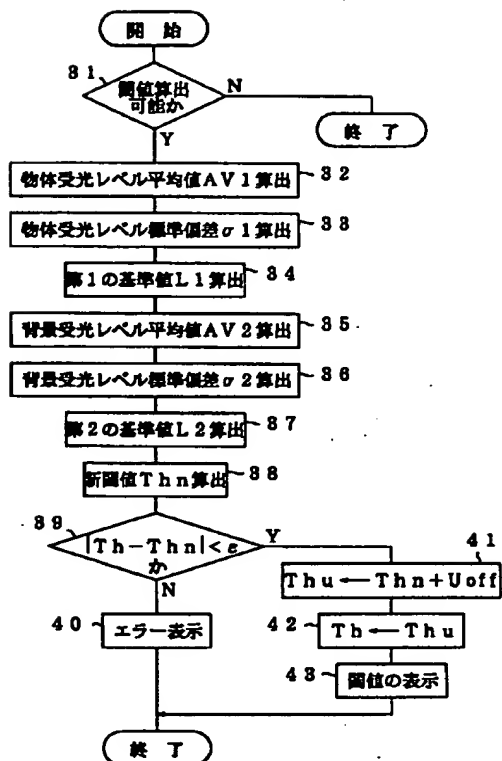 開始
31
閾値算出
可能か
N
終了
Y
物体受光レベル平均値AV1算出
32
物体受光レベル標準偏差σ1算出
33
第1の基準値L1算出
34
背景受光レベル平均値AV2算出
35
背景受光レベル標準偏差σ2算出
36
第2の基準値L2算出
37
新閾値Thn算出
38
39
|Th-Thn|<ε
か
Y
N
41
Thu←Thn+Uoff
40
エラー表示
42
Th←Thu
43
閾値の表示
終了